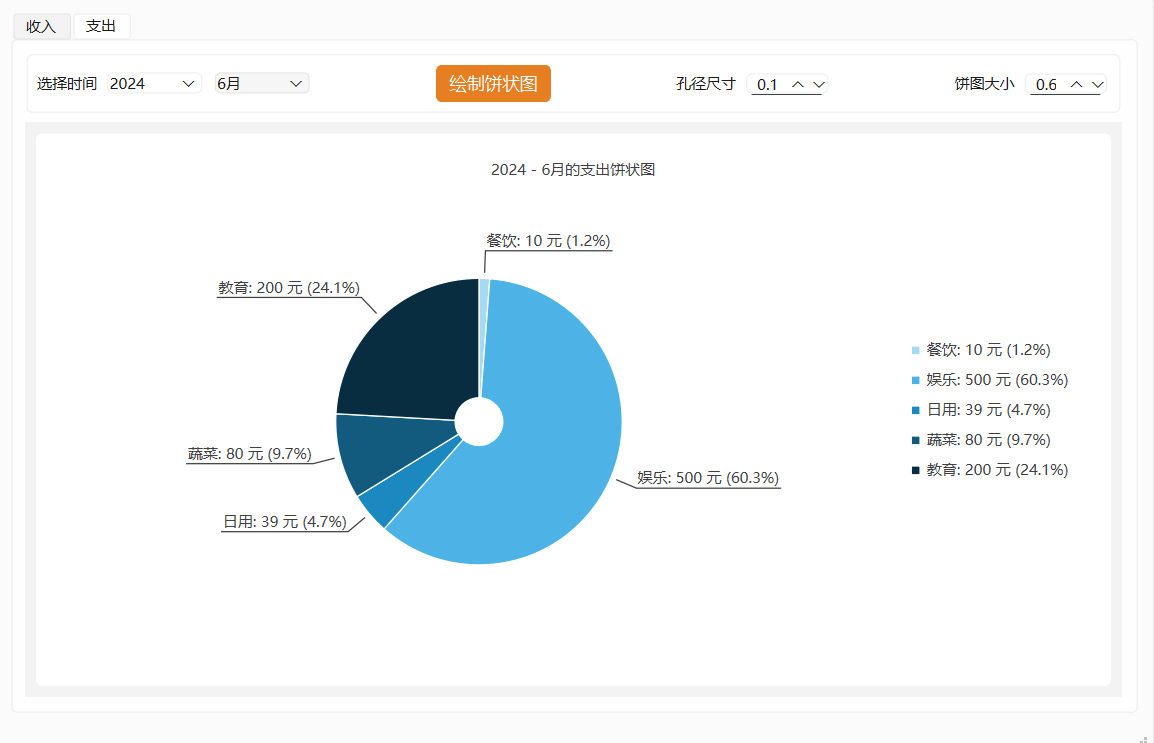 收入 支出
选择时间 2024 6月 绘制饼状图 孔径尺寸 0.1 饼图大小 0.6
2024 - 6月的支出饼状图
餐饮: 10 元 (1.2%)
教育: 200 元 (24.1%)
蔬菜: 80 元 (9.7%)
日用: 39 元 (4.7%)
娱乐: 500 元 (60.3%)
餐饮: 10 元 (1.2%)
娱乐: 500 元 (60.3%)
日用: 39 元 (4.7%)
蔬菜: 80 元 (9.7%)
教育: 200 元 (24.1%)